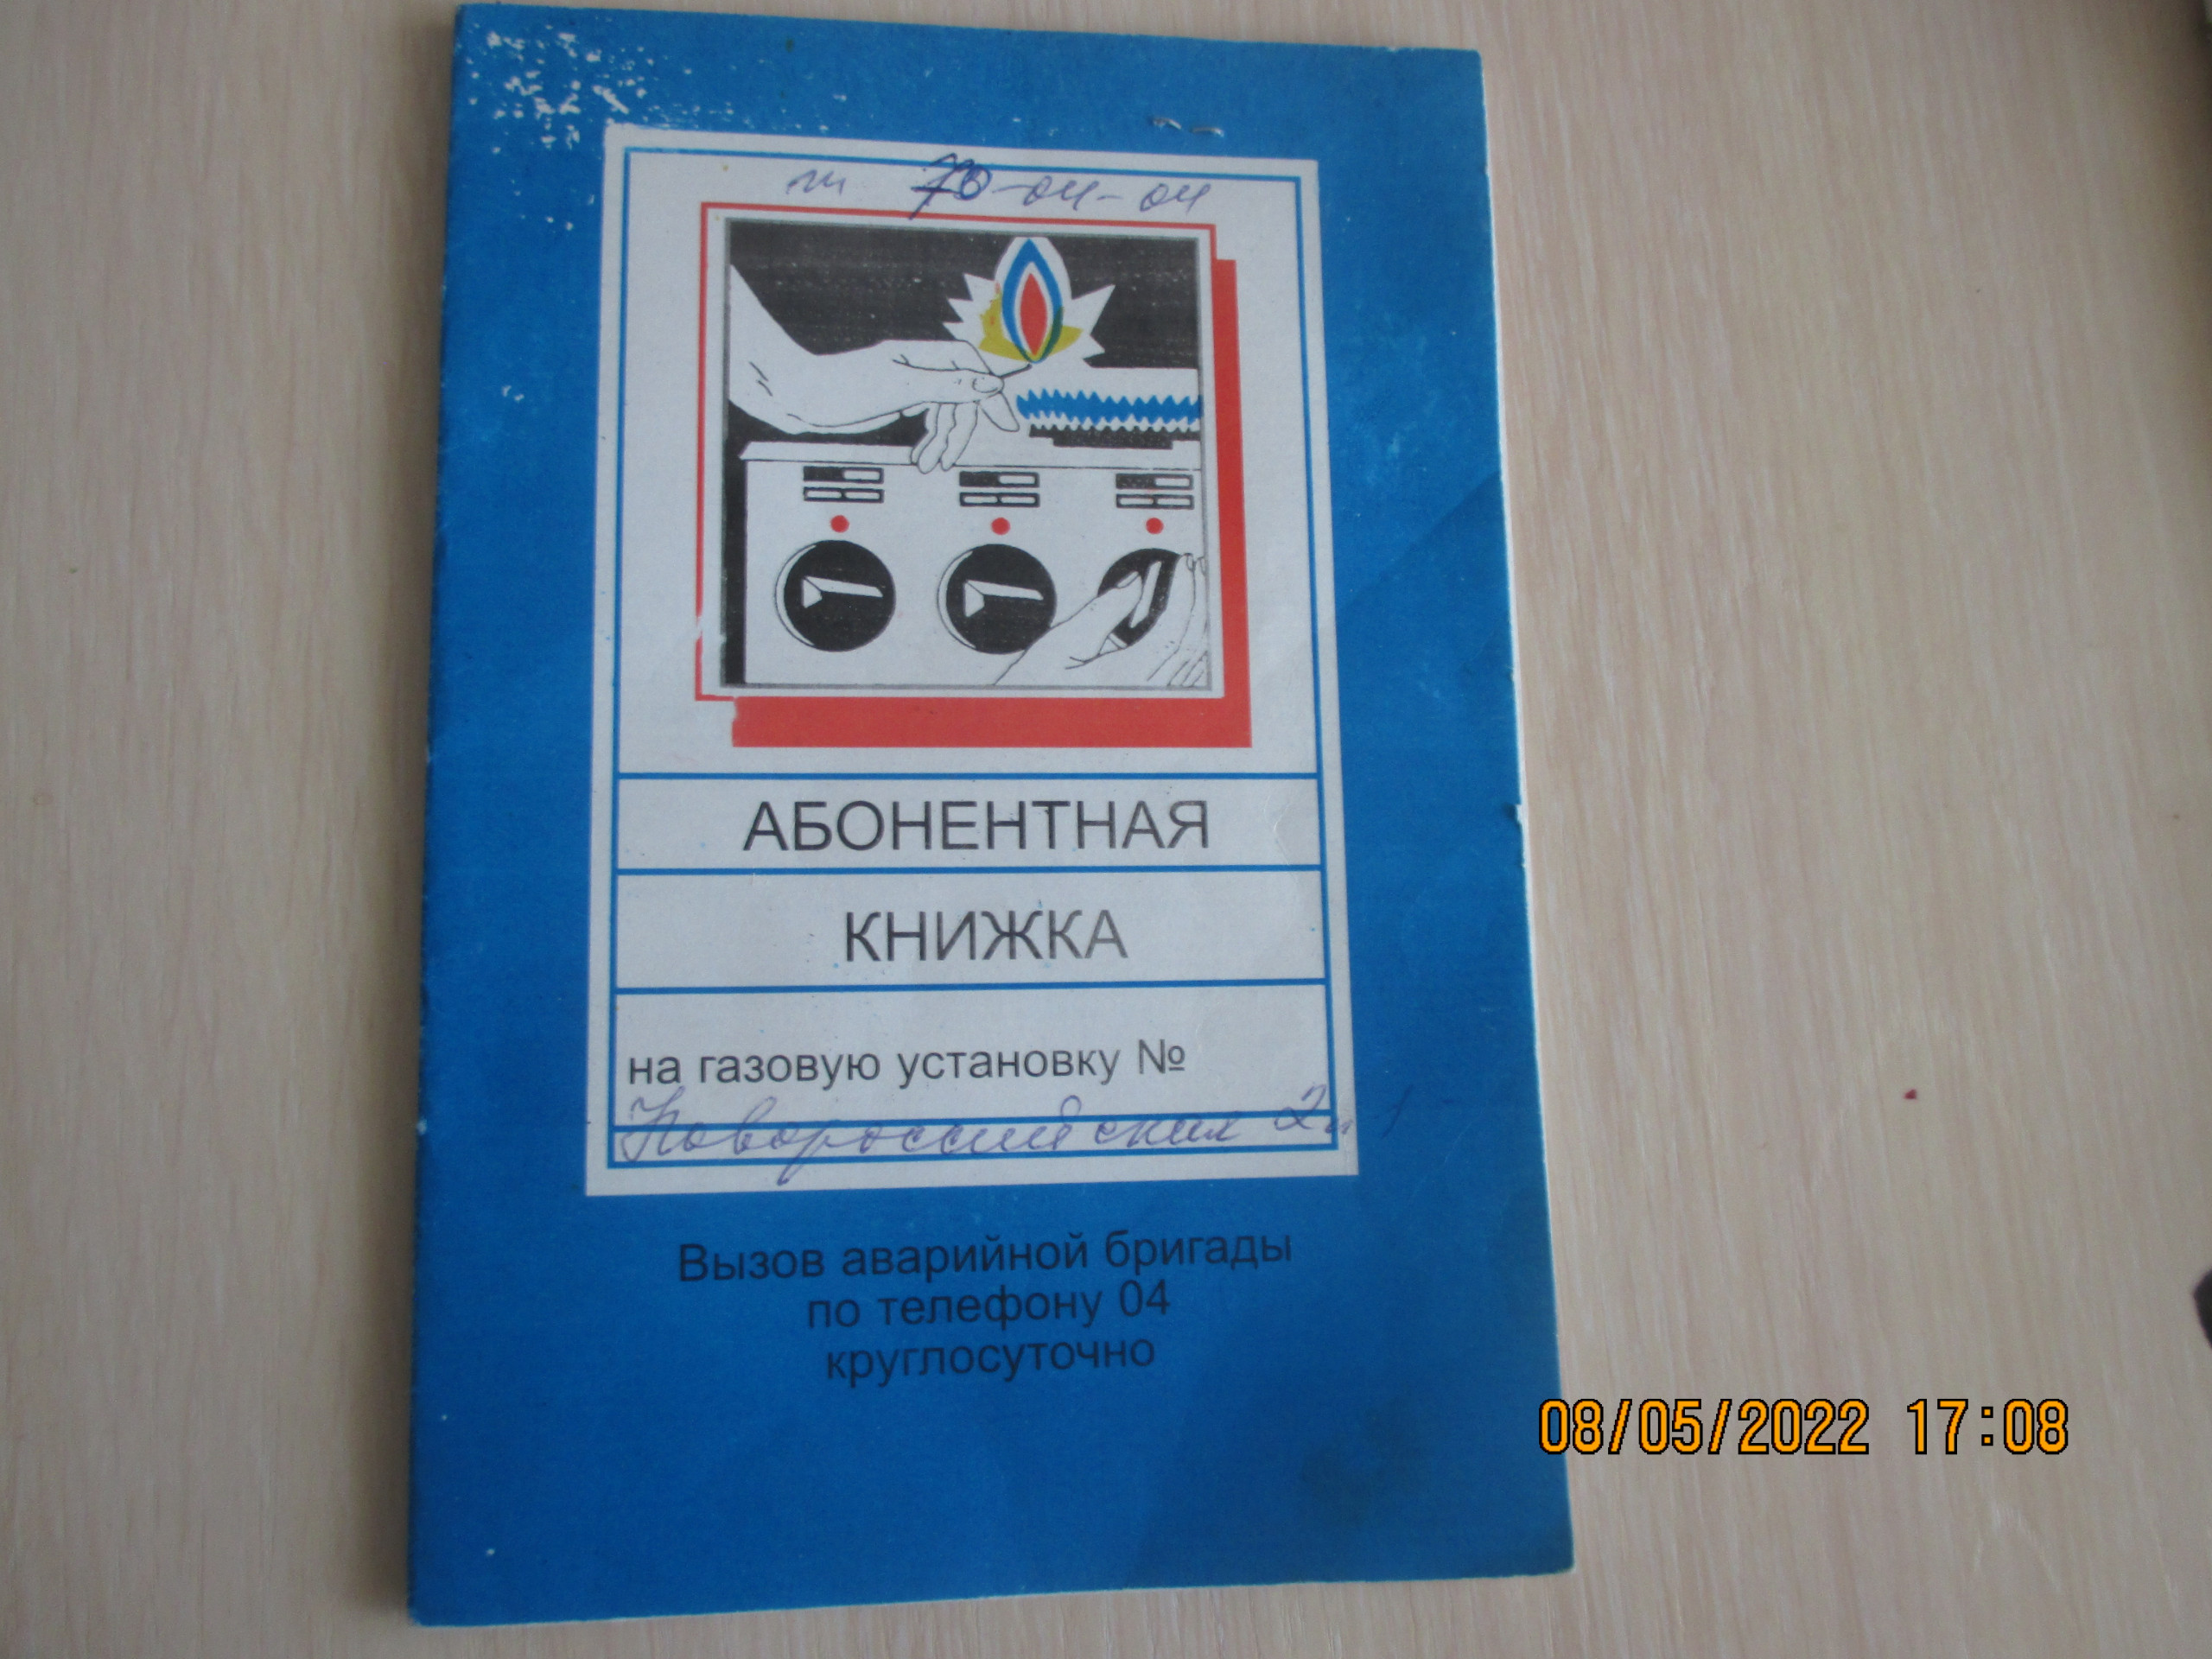 т 70-04-04
АБОНЕНТНАЯ
КНИЖКА
на газовую установку №
Новороссийская 2
Вызов аварийной бригады
по телефону 04
круглосуточно
08/05/2022 17:08